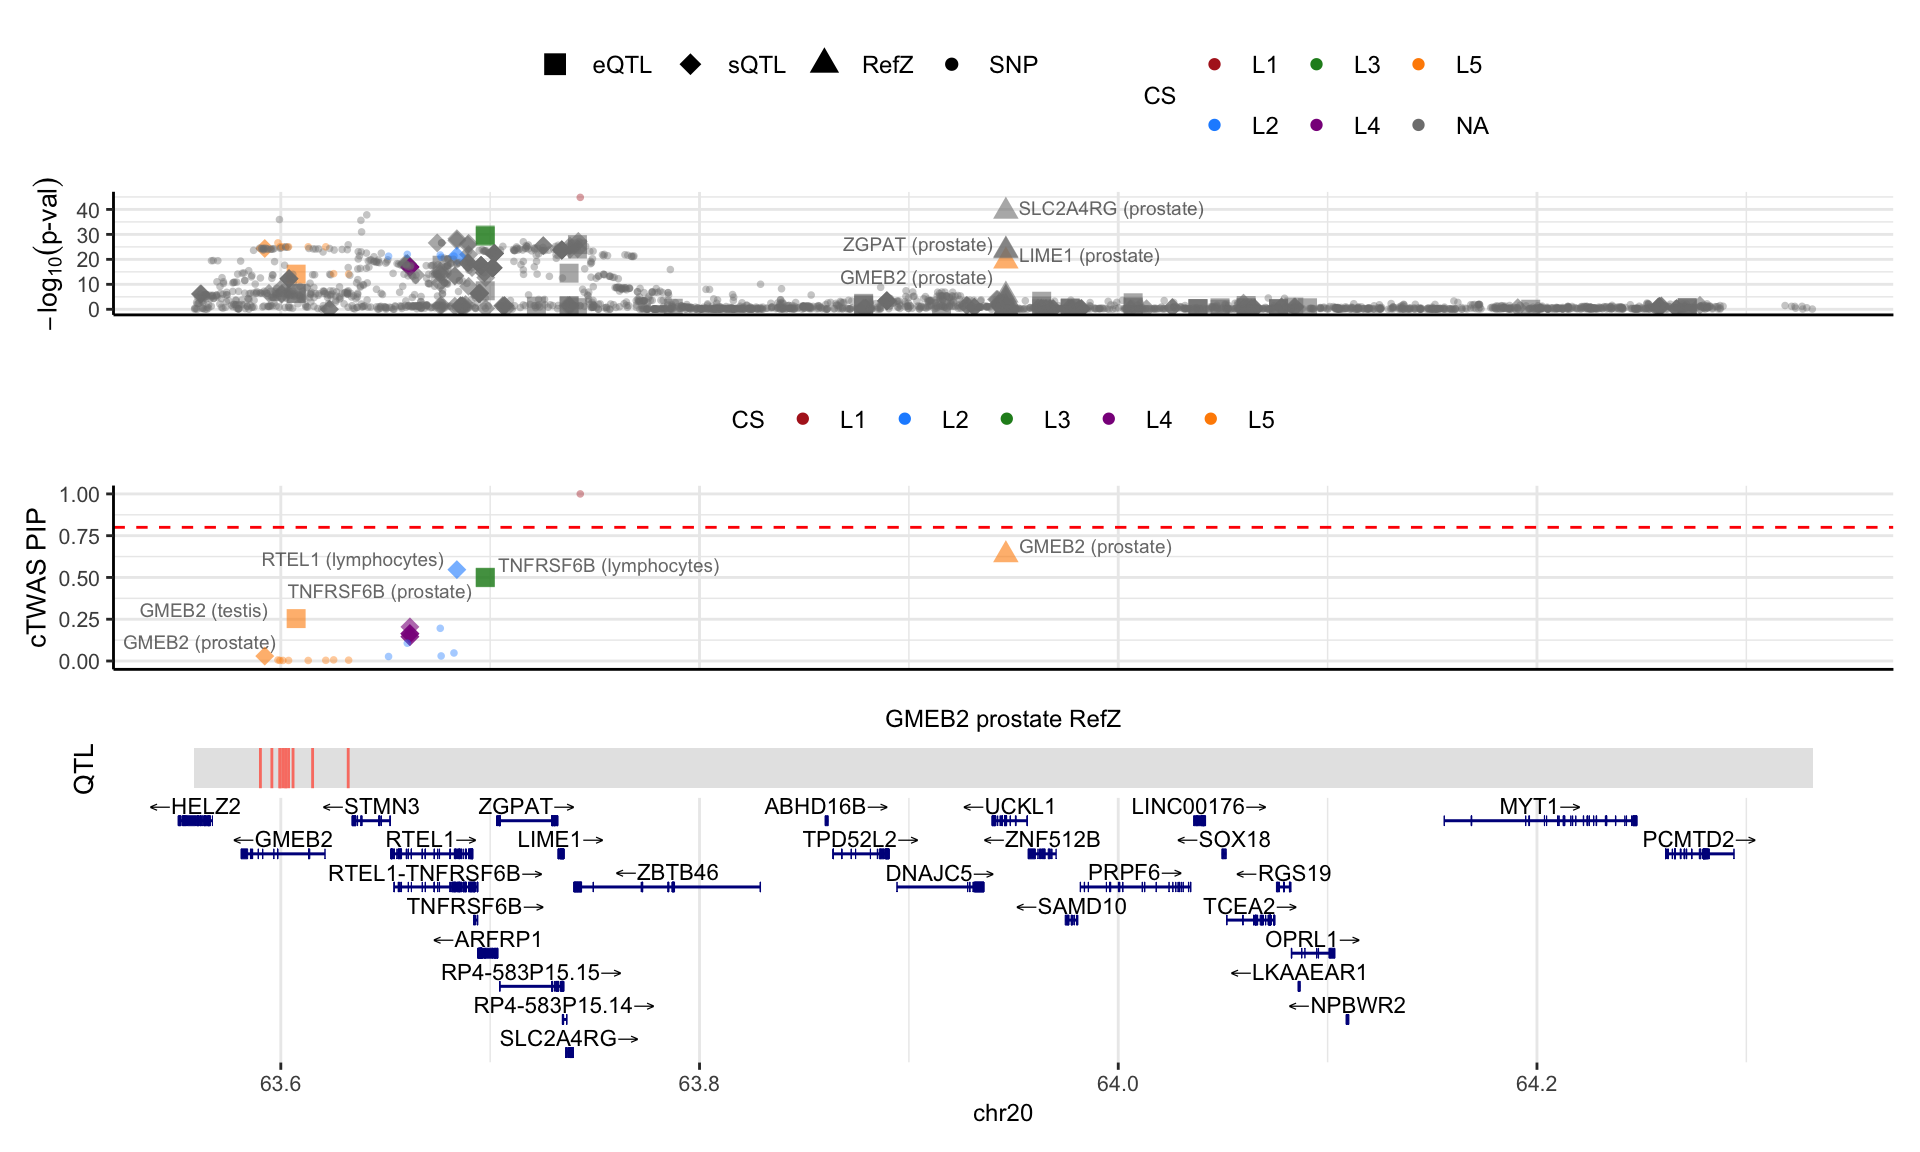 eQTL sQTL RefZ SNP
CS
L1 L3 L5
L2 L4 NA
−log10(p-val)
40
30
20
10
0
SLC2A4RG (prostate)
ZGPAT (prostate)
LIME1 (prostate)
GMEB2 (prostate)
CS L1 L2 L3 L4 L5
cTWAS PIP
1.00
0.75
0.50
0.25
0.00
GMEB2 (prostate)
RTEL1 (lymphocytes)
TNFRSF6B (lymphocytes)
TNFRSF6B (prostate)
GMEB2 (testis)
GMEB2 (prostate)
GMEB2 prostate RefZ
QTL
←HELZ2 ←STMN3 ZGPAT→ ABHD16B→ ←UCKL1 LINC00176→ MYT1→
←GMEB2 RTEL1→ LIME1→ TPD52L2→ ←ZNF512B ←SOX18 PCMTD2→
RTEL1-TNFRSF6B→ ←ZBTB46 DNAJC5→ PRPF6→ ←RGS19
TNFRSF6B→ ←SAMD10 TCEA2→
←ARFRP1 OPRL1→
RP4-583P15.15→ ←LKAAEAR1
RP4-583P15.14→ ←NPBWR2
SLC2A4RG→
63.6 63.8 64.0 64.2
chr20